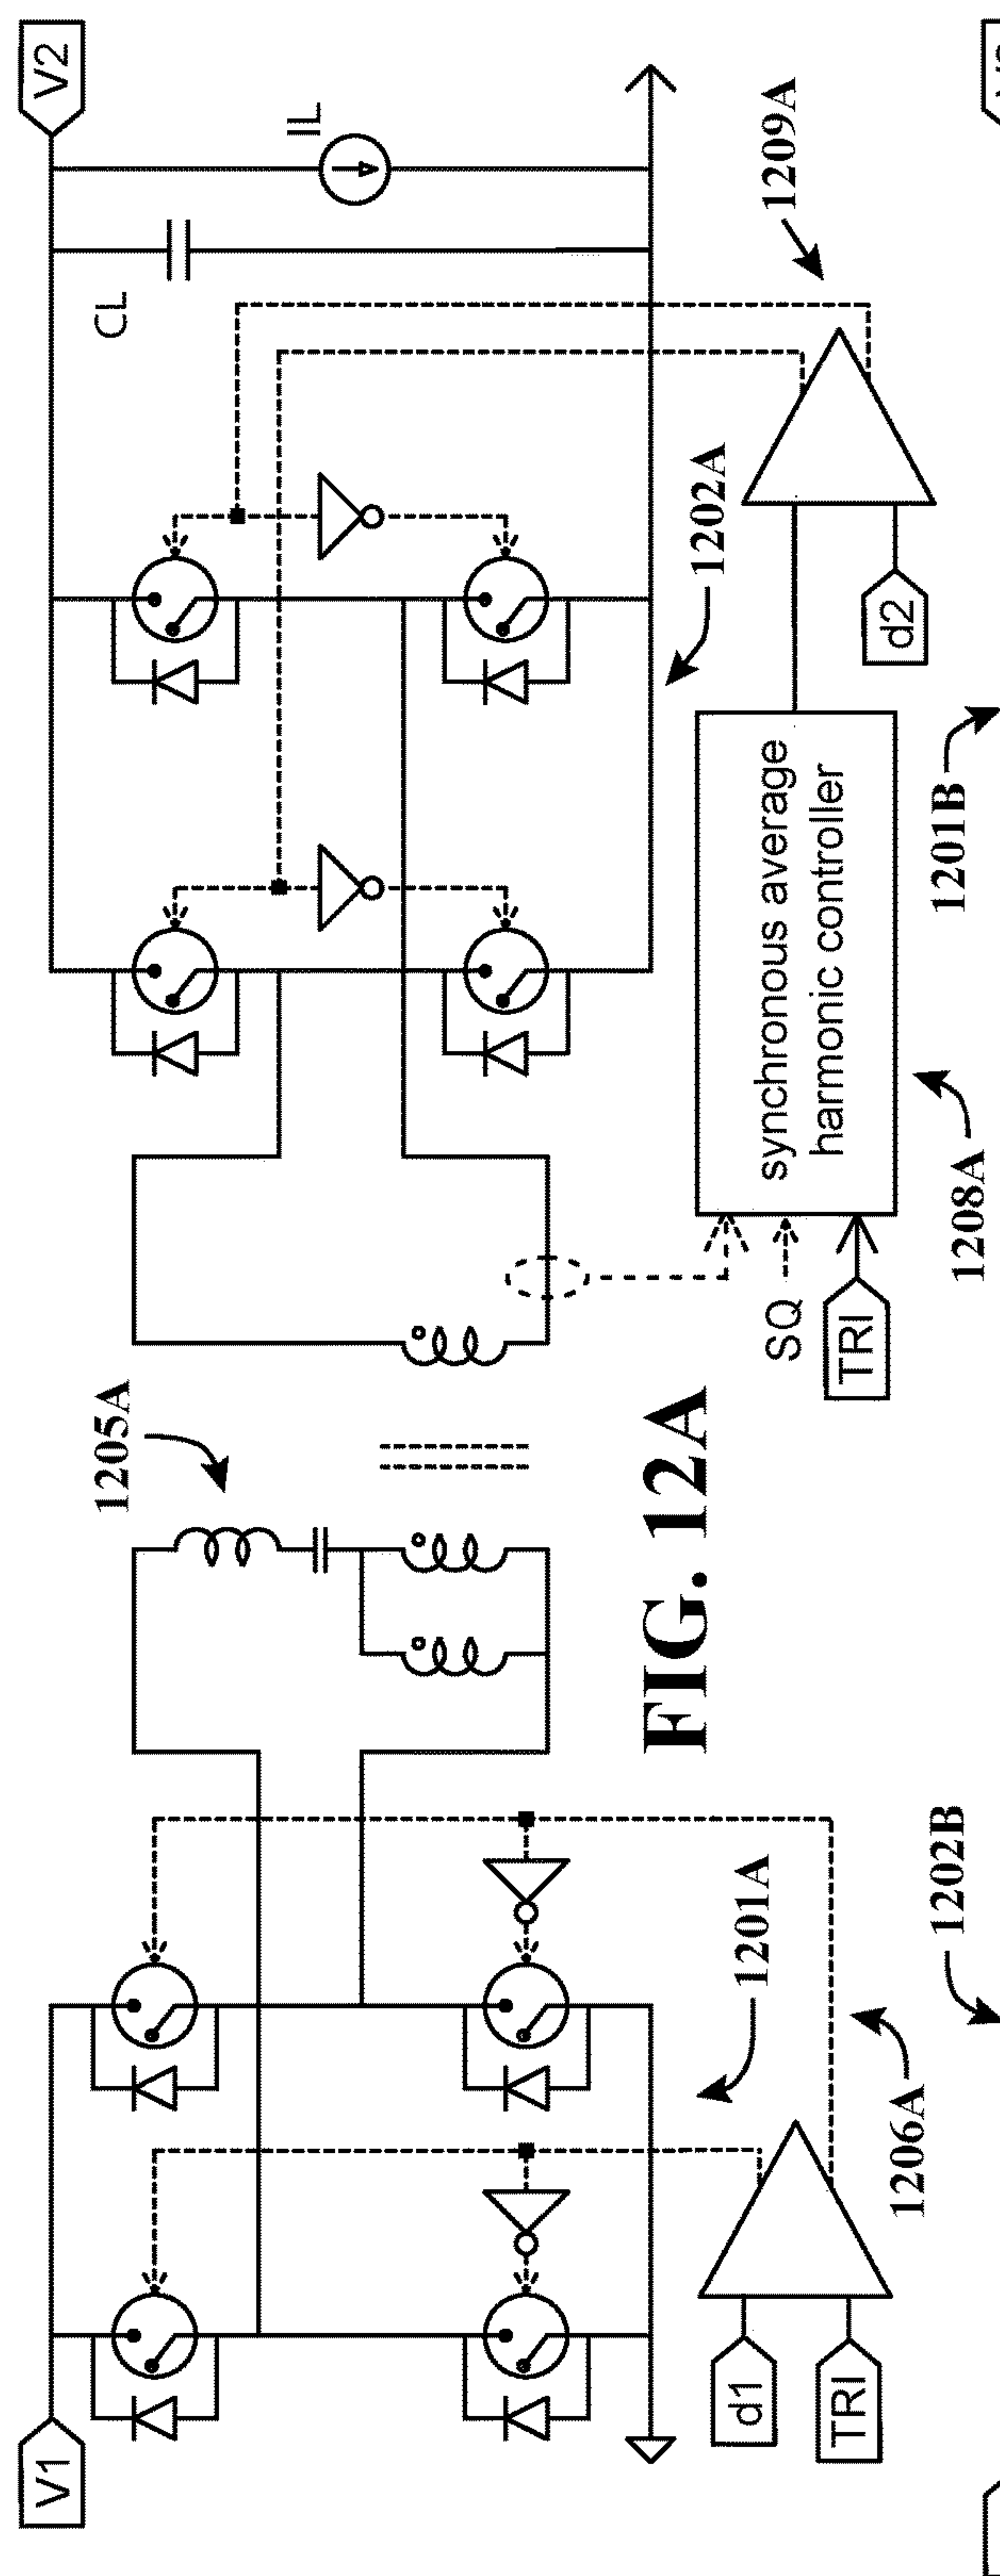 V1
V2
1205A
CL
IL
1201A
d1
TRI
1206A
FIG. 12A
SQ
TRI
synchronous average
harmonic controller
1208A
1202A
d2
1209A
1202B
1201B